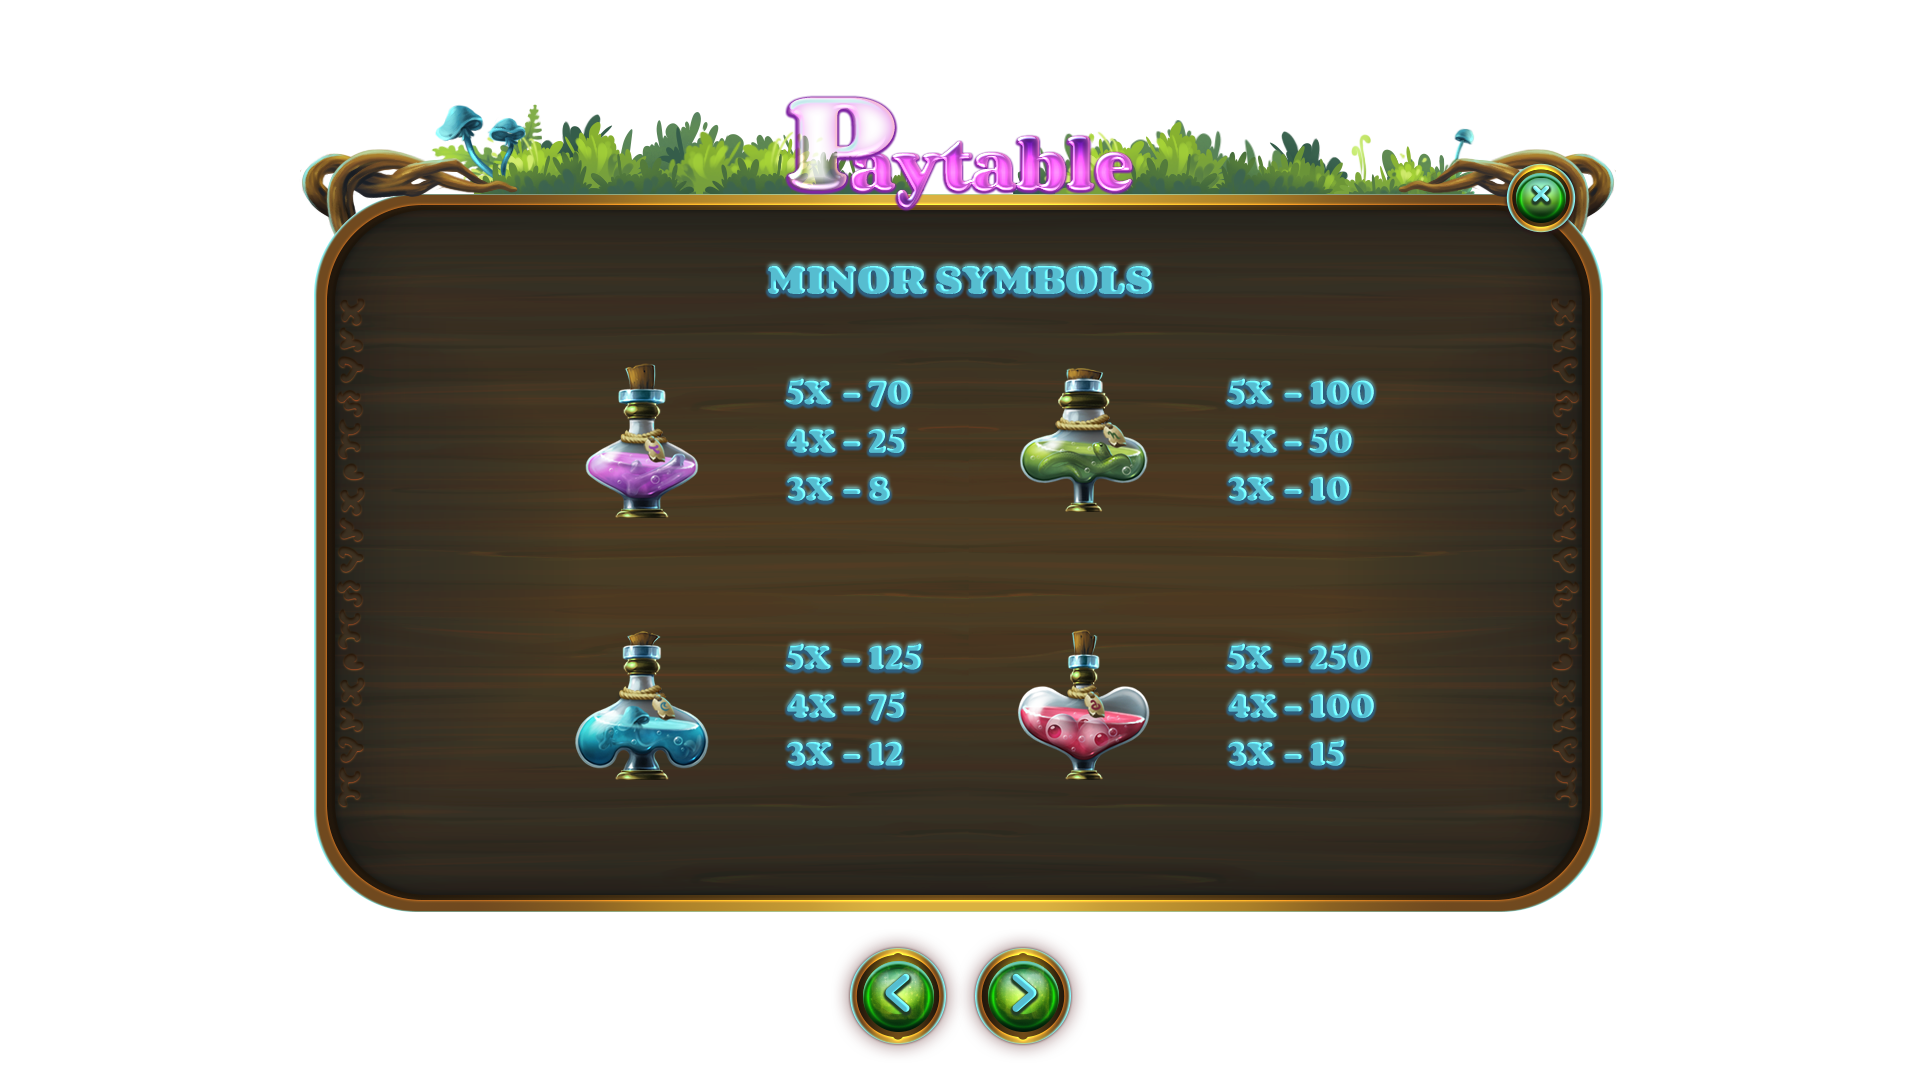 Paytable
MINOR SYMBOLS
5X - 70
4X - 25
3X - 8
5X - 100
4X - 50
3X - 10
5X - 125
4X - 75
3X - 12
5X - 250
4X - 100
3X - 15